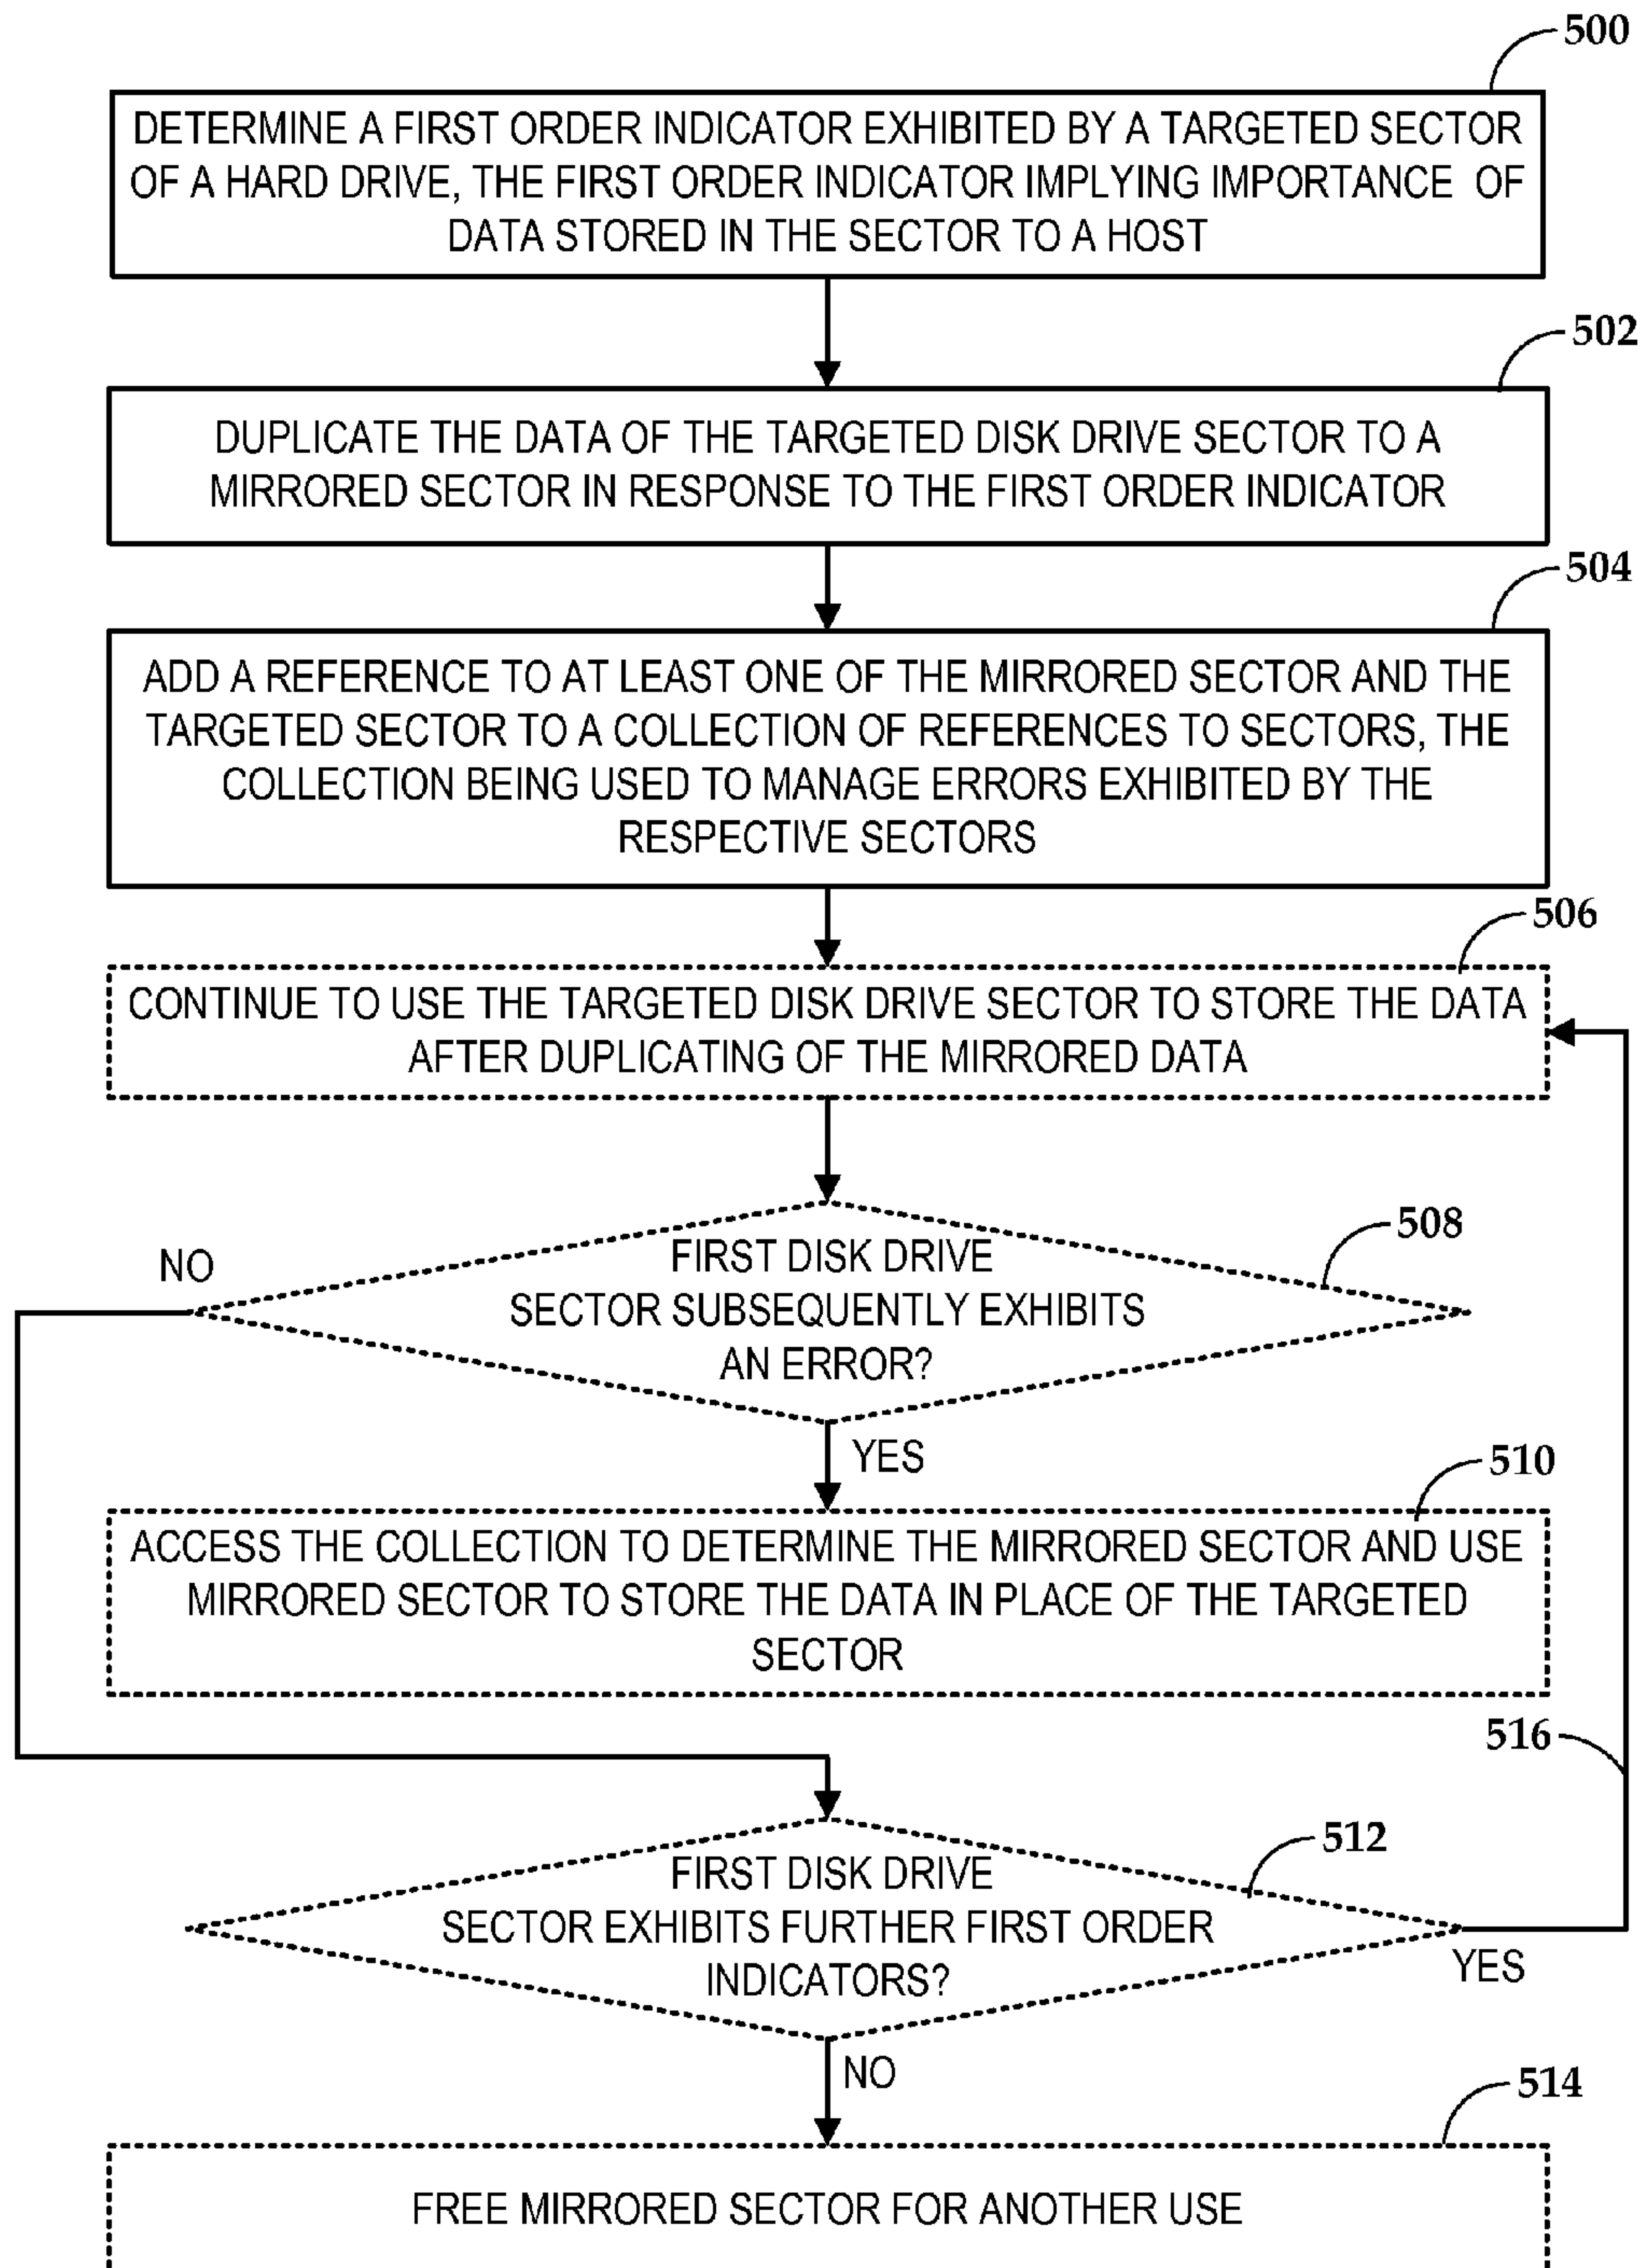 500
DETERMINE A FIRST ORDER INDICATOR EXHIBITED BY A TARGETED SECTOR
OF A HARD DRIVE, THE FIRST ORDER INDICATOR IMPLYING IMPORTANCE OF
DATA STORED IN THE SECTOR TO A HOST
502
DUPLICATE THE DATA OF THE TARGETED DISK DRIVE SECTOR TO A
MIRRORED SECTOR IN RESPONSE TO THE FIRST ORDER INDICATOR
504
ADD A REFERENCE TO AT LEAST ONE OF THE MIRRORED SECTOR AND THE
TARGETED SECTOR TO A COLLECTION OF REFERENCES TO SECTORS, THE
COLLECTION BEING USED TO MANAGE ERRORS EXHIBITED BY THE
RESPECTIVE SECTORS
506
CONTINUE TO USE THE TARGETED DISK DRIVE SECTOR TO STORE THE DATA
AFTER DUPLICATING OF THE MIRRORED DATA
508
NO
FIRST DISK DRIVE
SECTOR SUBSEQUENTLY EXHIBITS
AN ERROR?
YES
510
ACCESS THE COLLECTION TO DETERMINE THE MIRRORED SECTOR AND USE
MIRRORED SECTOR TO STORE THE DATA IN PLACE OF THE TARGETED
SECTOR
516
512
FIRST DISK DRIVE
SECTOR EXHIBITS FURTHER FIRST ORDER
INDICATORS?
YES
NO
514
FREE MIRRORED SECTOR FOR ANOTHER USE